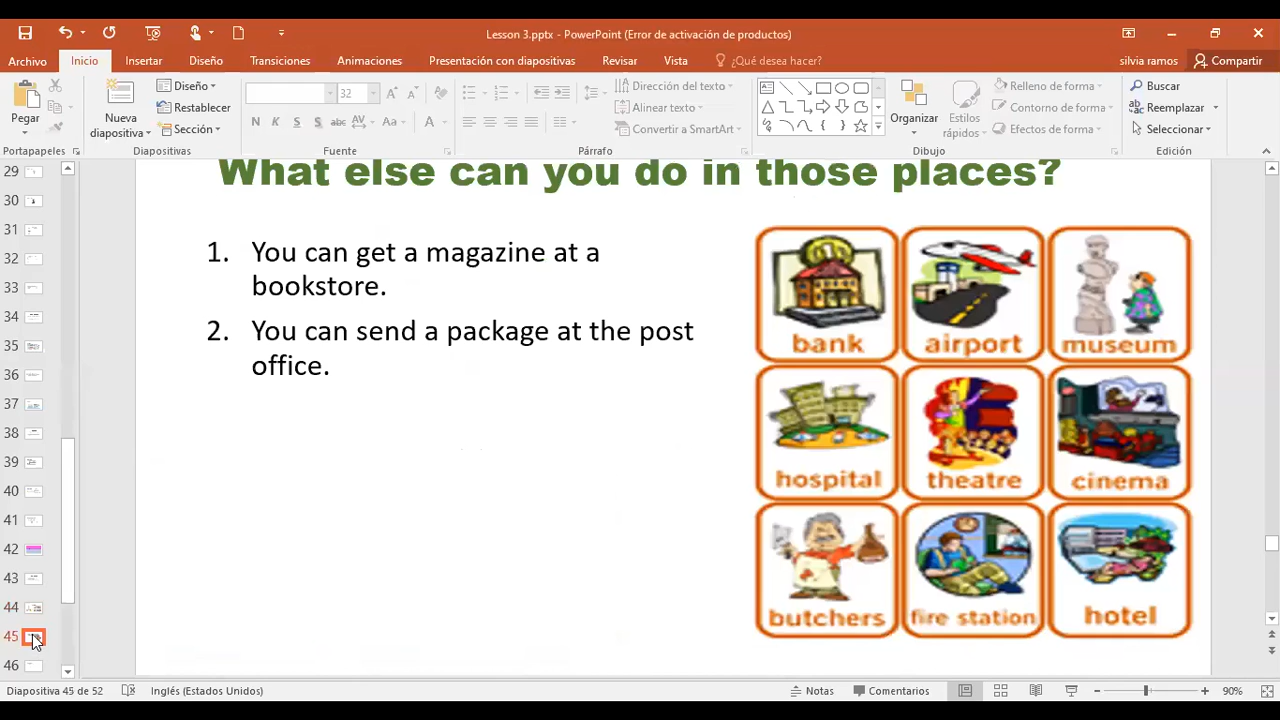 Lesson 3.pptx - PowerPoint (Error de activación de productos)
Archivo Inicio Insertar Diseño Transiciones Animaciones Presentación con diapositivas Revisar Vista ¿Qué desea hacer? silvia ramos Compartir
Pegar
Nueva diapositiva
Diseño
Restablecer
Sección
32
N K S S abc AV Aa A
Dirección del texto
Alinear texto
Convertir a SmartArt
Organizar
Estilos rápidos
Relleno de forma
Contorno de forma
Efectos de forma
Buscar
Reemplazar
Seleccionar
Portapapeles Diapositivas Fuente Párrafo Dibujo Edición
29
30
31
32
33
34
35
36
37
38
39
40
41
42
43
44
45
46
What else can you do in those places?
1. You can get a magazine at a
bookstore.
2. You can send a package at the post
office.
bank airport museum
hospital theatre cinema
butchers fire station hotel
Diapositiva 45 de 52 Inglés (Estados Unidos) Notas Comentarios 90%